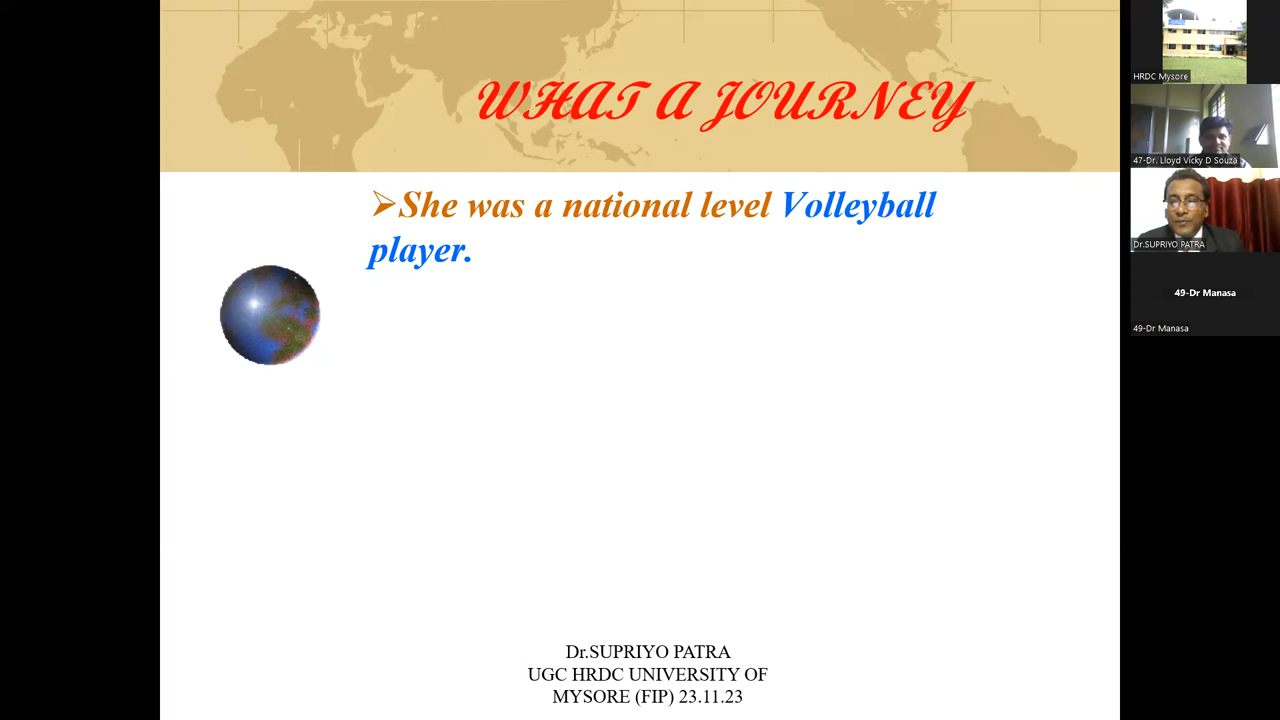 WHAT A JOURNEY
➢She was a national level Volleyball
player.
Dr.SUPRIYO PATRA
UGC HRDC UNIVERSITY OF
MYSORE (FIP) 23.11.23
HRDC Mysore
47-Dr. Lloyd Vicky D Souza
Dr.SUPRIYO PATRA
49-Dr Manasa
49-Dr Manasa